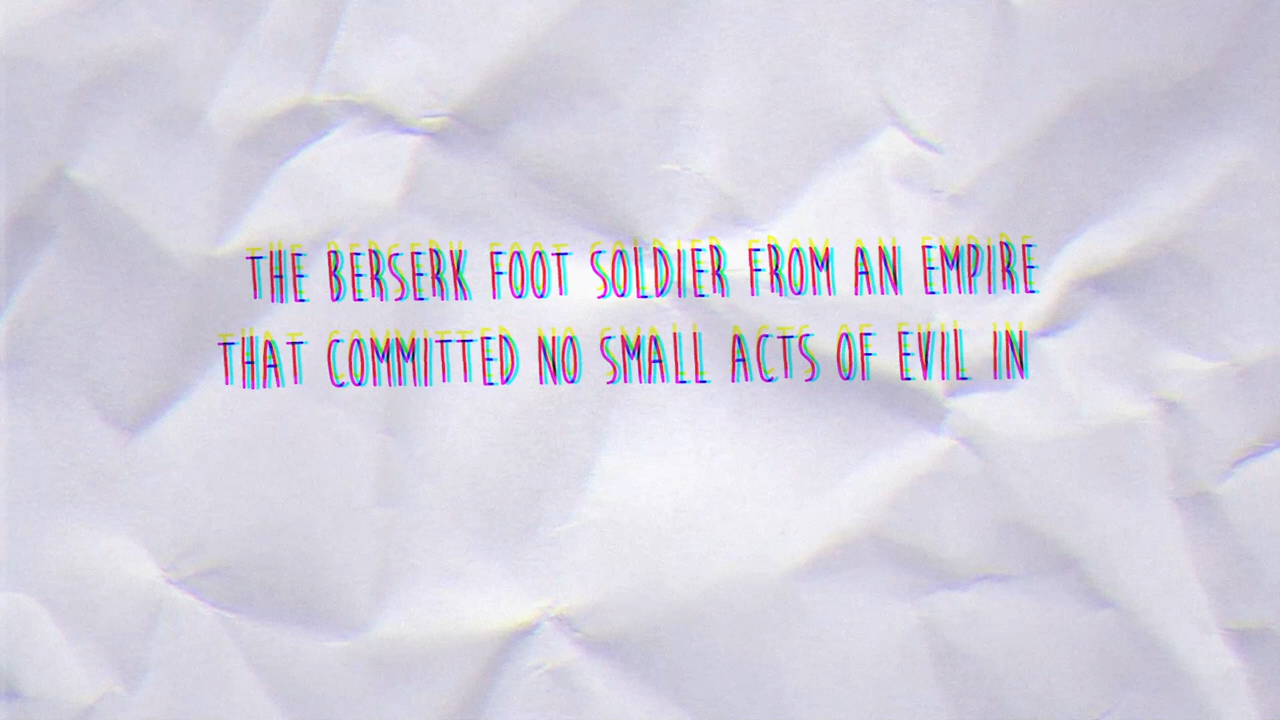 THE BERSERK FOOT SOLDIER FROM AN EMPIRE
THAT COMMITTED NO SMALL ACTS OF EVIL IN